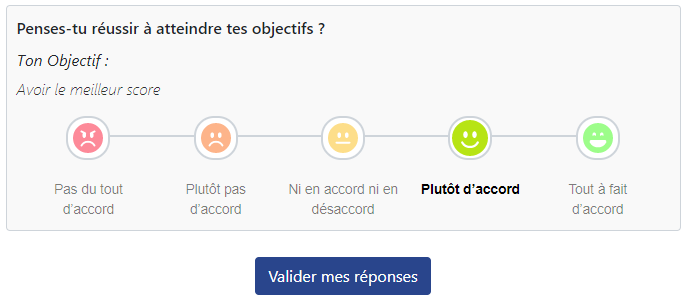 Penses-tu réussir à atteindre tes objectifs ?
Ton Objectif :
Avoir le meilleur score
Pas du tout d’accord
Plutôt pas d’accord
Ni en accord ni en désaccord
Plutôt d’accord
Tout à fait d’accord
Valider mes réponses